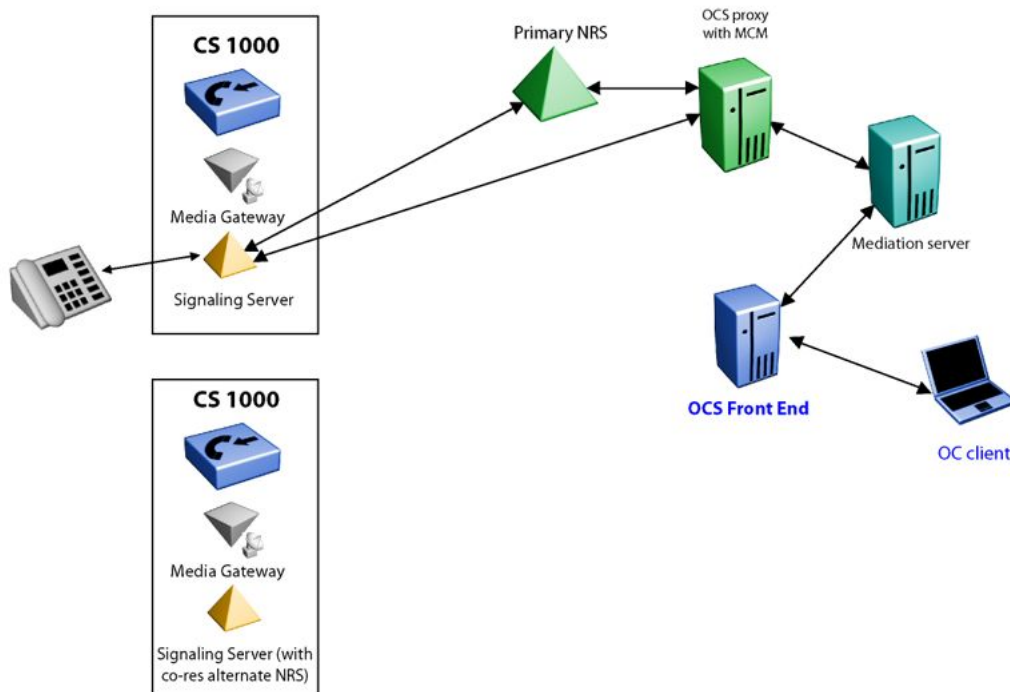 CS 1000
Media Gateway
Signaling Server
Primary NRS
OCS proxy
with MCM
Mediation server
OCS Front End
OC client
CS 1000
Media Gateway
Signaling Server (with
co-res alternate NRS)